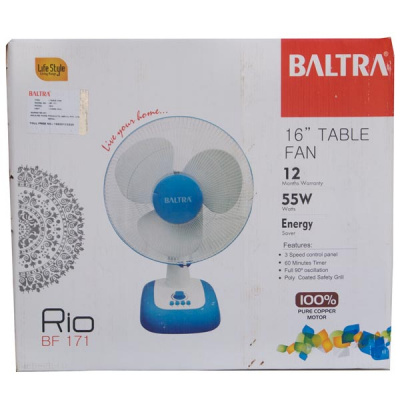 Life Style
BALTRA
BALTRA
16" TABLE
FAN
Love your home...
12
Months Warranty
55W
Watts
Energy
Saver
BALTRA
Features:
3 Speed control panel
60 Minutes Timer
Full 90° oscillation
Poly Coated Safety Grill
Rio
BF 171
100%
PURE COPPER
MOTOR